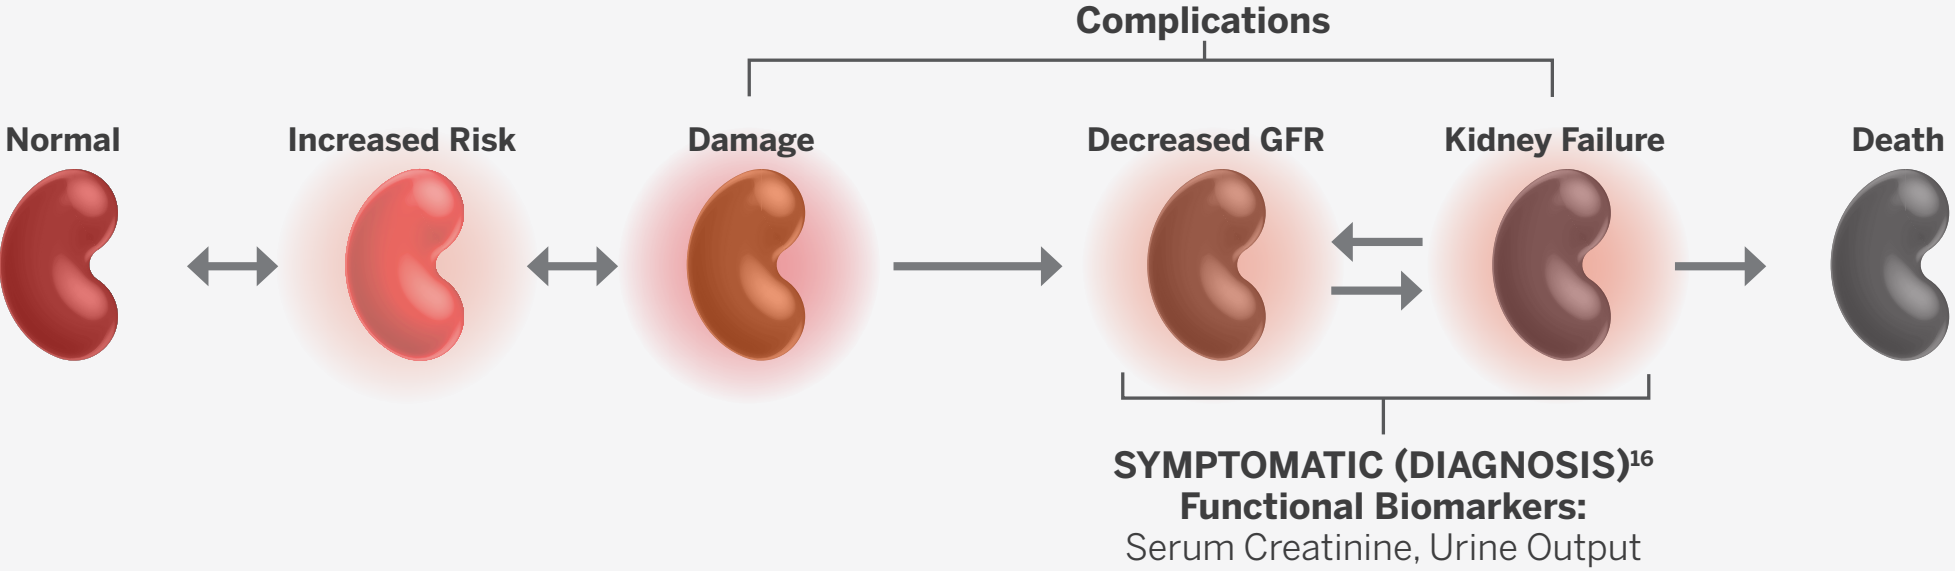 Complications
Normal
Increased Risk
Damage
Decreased GFR
Kidney Failure
Death
SYMPTOMATIC (DIAGNOSIS)¹⁶
Functional Biomarkers:
Serum Creatinine, Urine Output